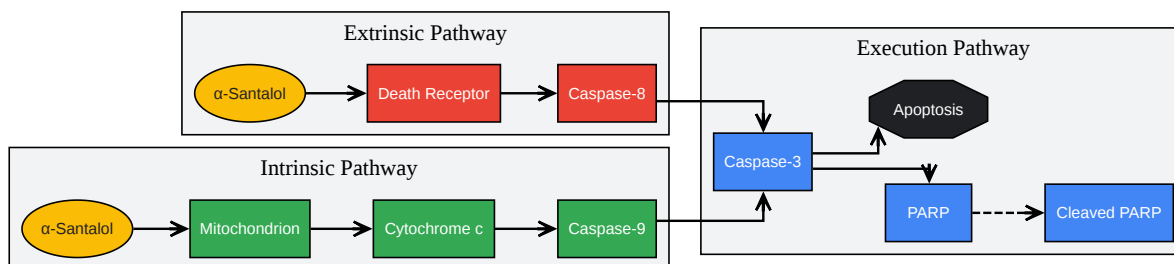 Extrinsic Pathway
α-Santalol
Death Receptor
Caspase-8
Intrinsic Pathway
α-Santalol
Mitochondrion
Cytochrome c
Caspase-9
Execution Pathway
Apoptosis
Caspase-3
PARP
Cleaved PARP